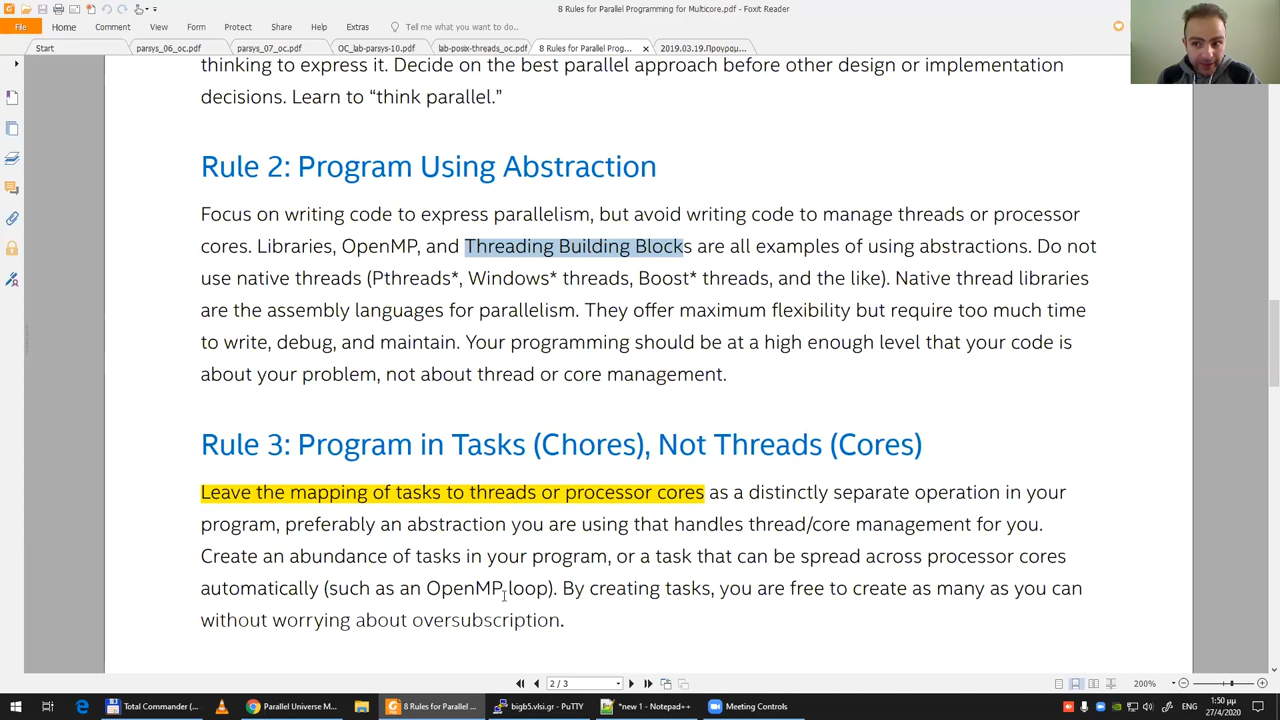 8 Rules for Parallel Programming for Multicore.pdf - Foxit Reader
File Home Comment View Form Protect Share Help Extras Tell me what you want to do..
Start parsys_06_oc.pdf parsys_07_oc.pdf OC_lab-parsys-10.pdf lab-posix-threads_oc.pdf 8 Rules for Parallel Prog... 2019.03.19.Προγραμ...
thinking to express it. Decide on the best parallel approach before other design or implementation
decisions. Learn to “think parallel.”
Rule 2: Program Using Abstraction
Focus on writing code to express parallelism, but avoid writing code to manage threads or processor
cores. Libraries, OpenMP, and Threading Building Blocks are all examples of using abstractions. Do not
use native threads (Pthreads*, Windows* threads, Boost* threads, and the like). Native thread libraries
are the assembly languages for parallelism. They offer maximum flexibility but require too much time
to write, debug, and maintain. Your programming should be at a high enough level that your code is
about your problem, not about thread or core management.
Rule 3: Program in Tasks (Chores), Not Threads (Cores)
Leave the mapping of tasks to threads or processor cores as a distinctly separate operation in your
program, preferably an abstraction you are using that handles thread/core management for you.
Create an abundance of tasks in your program, or a task that can be spread across processor cores
automatically (such as an OpenMP loop). By creating tasks, you are free to create as many as you can
without worrying about oversubscription.
2 / 3
200%
Total Commander (... Parallel Universe M... 8 Rules for Parallel ... bigb5.vlsi.gr - PuTTY *new 1 - Notepad++ Meeting Controls
1:50 μμ
27/4/2020